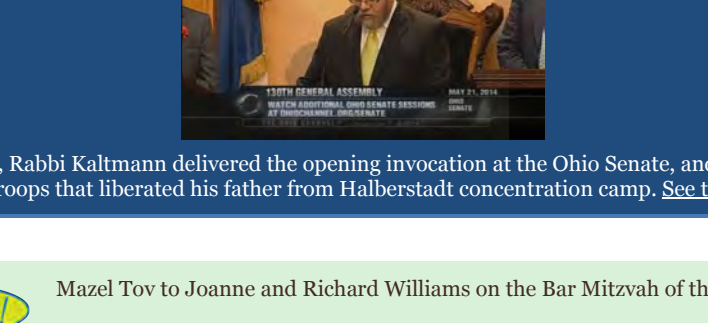 130TH GENERAL ASSEMBLY
MAY 21, 2014
WATCH ADDITIONAL OHIO SENATE SESSIONS
AT OHIOCHANNEL.ORG/SENATE
OHIO
SENATE
, Rabbi Kaltmann delivered the opening invocation at the Ohio Senate, and
roops that liberated his father from Halberstadt concentration camp. See t
Mazel Tov to Joanne and Richard Williams on the Bar Mitzvah of th